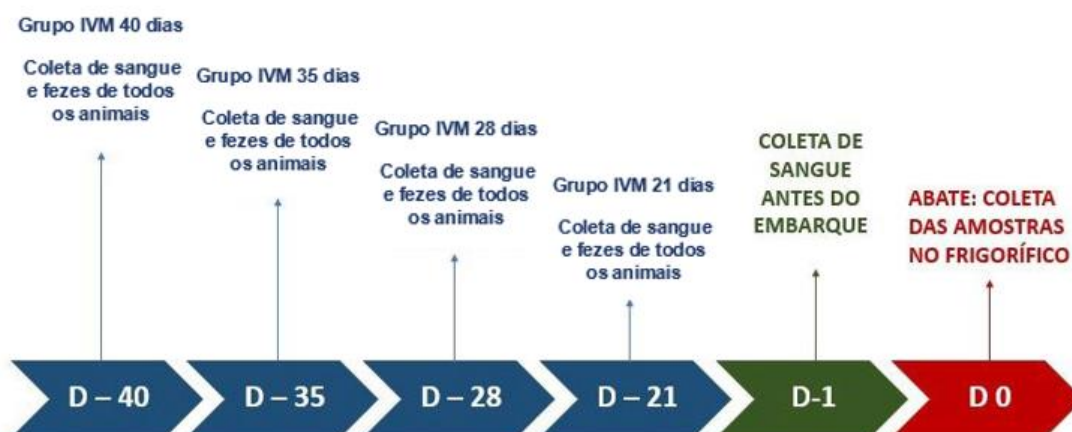 Grupo IVM 40 dias
Coleta de sangue
e fezes de todos
os animais
Grupo IVM 35 dias
Coleta de sangue
e fezes de todos
os animais
Grupo IVM 28 dias
Coleta de sangue
e fezes de todos
os animais
Grupo IVM 21 dias
Coleta de sangue
e fezes de todos
os animais
COLETA DE
SANGUE
ANTES DO
EMBARQUE
ABATE: COLETA
DAS AMOSTRAS
NO FRIGORÍFICO
D – 40
D – 35
D – 28
D – 21
D-1
D 0